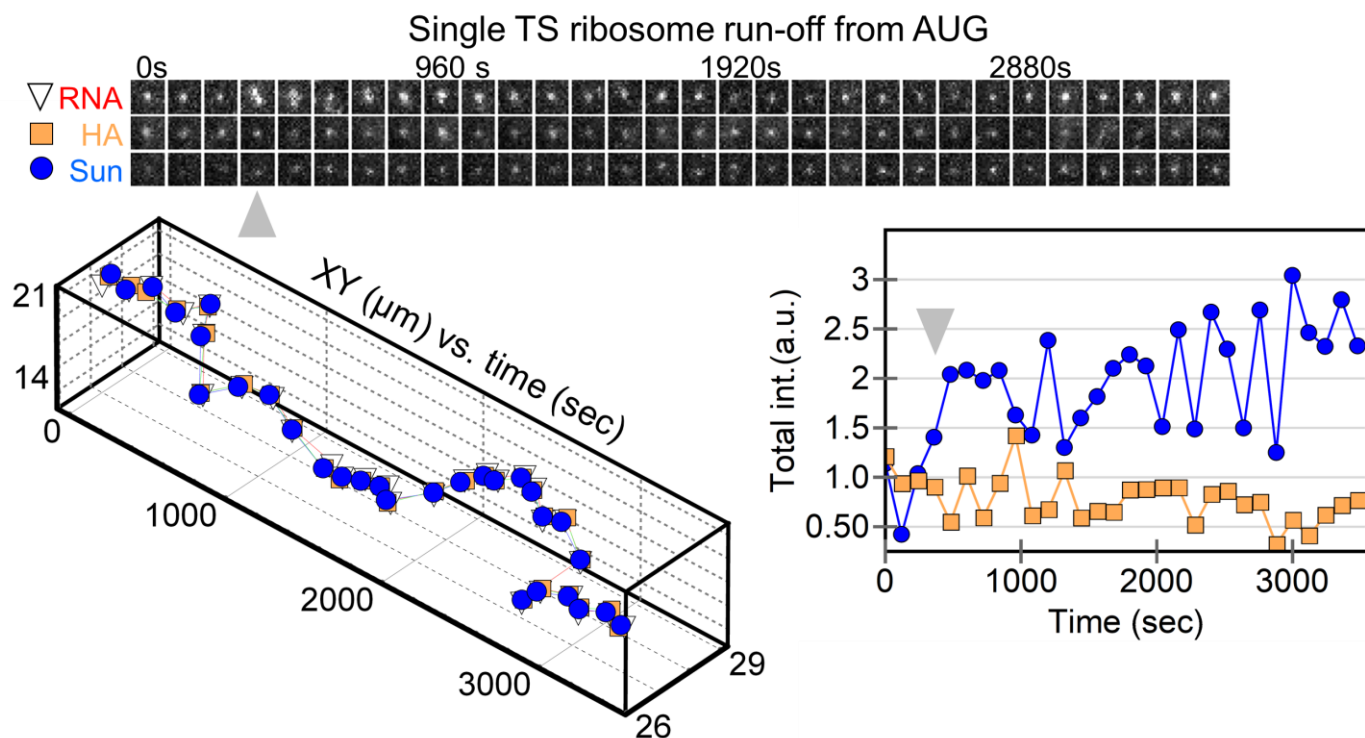 Single TS ribosome run-off from AUG
0s 960 s 1920s 2880s
RNA
HA
Sun
XY (µm) vs. time (sec)
21
14
0
1000
2000
3000
26
29
Total int.(a.u.)
3
2.5
2
1.5
1.0
0.50
0 1000 2000 3000
Time (sec)